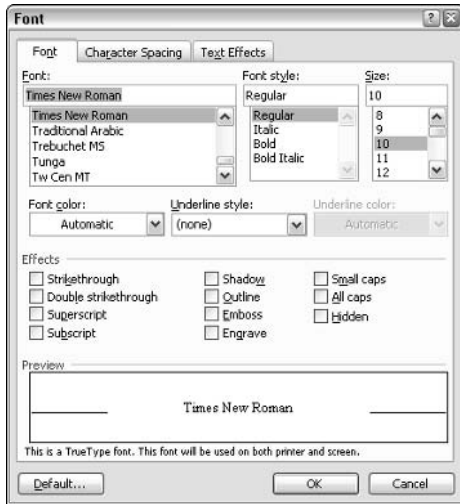 Font
Font Character Spacing Text Effects
Font: Font style: Size:
Times New Roman Regular 10
Times New Roman Regular 8
Traditional Arabic Italic 9
Trebuchet MS Bold 10
Tunga Bold Italic 11
Tw Cen MT 12
Font color: Underline style: Underline color:
Automatic (none) Automatic
Effects
Strikethrough Shadow Small caps
Double strikethrough Outline All caps
Superscript Emboss Hidden
Subscript Engrave
Preview
Times New Roman
This is a TrueType font. This font will be used on both printer and screen.
Default... OK Cancel